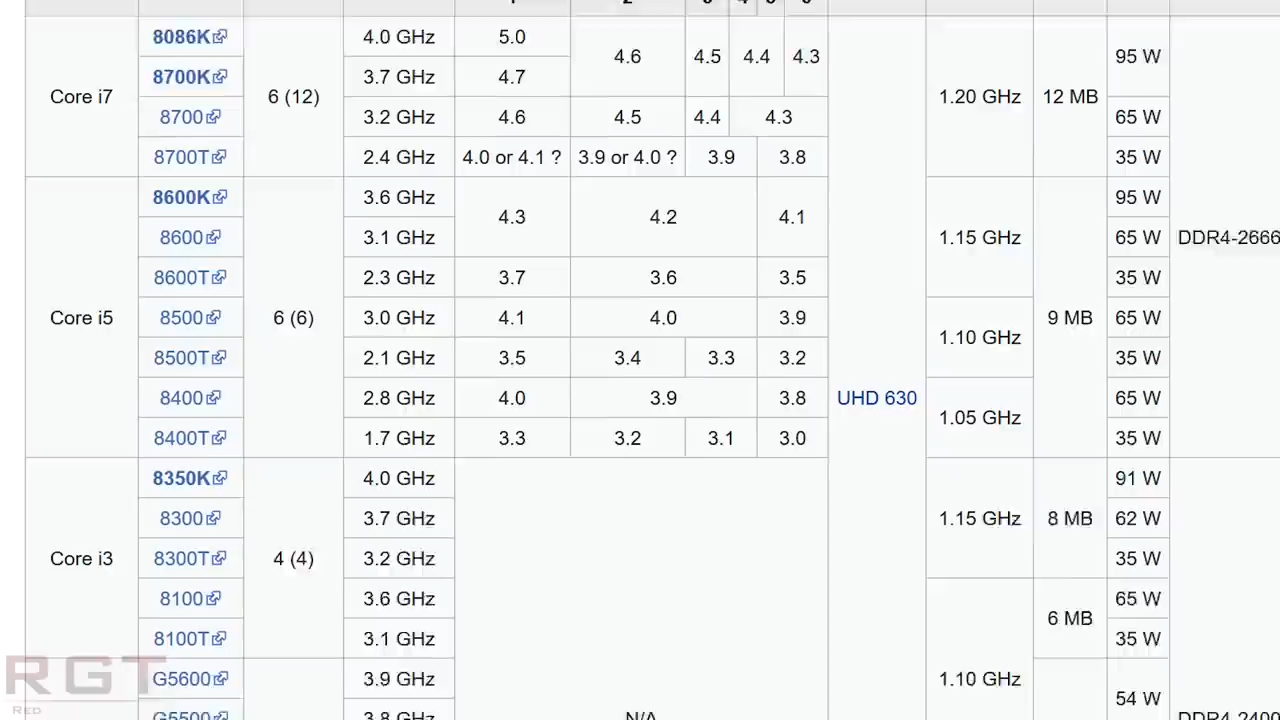 8086K 4.0 GHz 5.0
4.6 4.5 4.4 4.3 95 W
8700K 3.7 GHz 4.7
Core i7 6 (12) 1.20 GHz 12 MB
8700 3.2 GHz 4.6 4.5 4.4 4.3 65 W
8700T 2.4 GHz 4.0 or 4.1 ? 3.9 or 4.0 ? 3.9 3.8 35 W
8600K 3.6 GHz 95 W
4.3 4.2 4.1
8600 3.1 GHz 1.15 GHz 65 W DDR4-2666
8600T 2.3 GHz 3.7 3.6 3.5 35 W
Core i5 8500 6 (6) 3.0 GHz 4.1 4.0 3.9 9 MB 65 W
1.10 GHz
8500T 2.1 GHz 3.5 3.4 3.3 3.2 35 W
8400 2.8 GHz 4.0 3.9 3.8 UHD 630 65 W
1.05 GHz
8400T 1.7 GHz 3.3 3.2 3.1 3.0 35 W
8350K 4.0 GHz 91 W
8300 3.7 GHz 1.15 GHz 8 MB 62 W
Core i3 8300T 4 (4) 3.2 GHz 35 W
8100 3.6 GHz 65 W
6 MB
8100T 3.1 GHz 35 W
RGT G5600 3.9 GHz 1.10 GHz
54 W
RED G5500 3.8 GHz N/A DDR4-2400